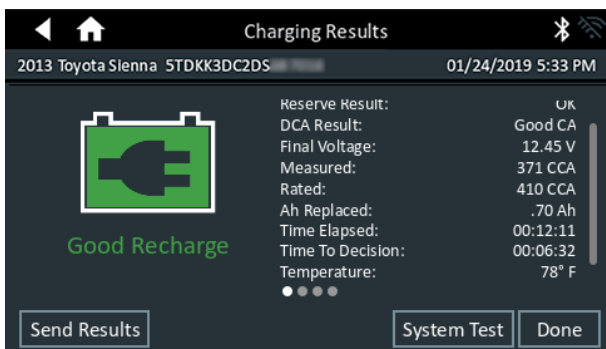 Charging Results
2013 Toyota Sienna 5TDKK3DC2DS 01/24/2019 5:33 PM
Reserve Result: OK
DCA Result: Good CA
Final Voltage: 12.45 V
Measured: 371 CCA
Rated: 410 CCA
Ah Replaced: .70 Ah
Time Elapsed: 00:12:11
Time To Decision: 00:06:32
Temperature: 78° F
Good Recharge
Send Results System Test Done